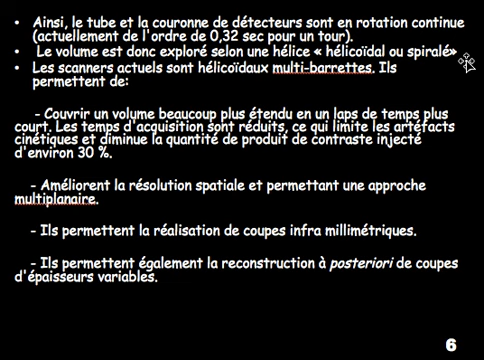 • Ainsi, le tube et la couronne de détecteurs sont en rotation continue
(actuellement de l'ordre de 0,32 sec pour un tour).
• Le volume est donc exploré selon une hélice « hélicoïdal ou spiralé»
• Les scanners actuels sont hélicoïdaux multi-barrettes. Ils
permettent de:
- Couvrir un volume beaucoup plus étendu en un laps de temps plus
court. Les temps d'acquisition sont réduits, ce qui limite les artéfacts
cinétiques et diminue la quantité de produit de contraste injecté
d'environ 30 %.
- Améliorent la résolution spatiale et permettant une approche
multiplanaire.
- Ils permettent la réalisation de coupes infra millimétriques.
- Ils permettent également la reconstruction à posteriori de coupes
d'épaisseurs variables.
6